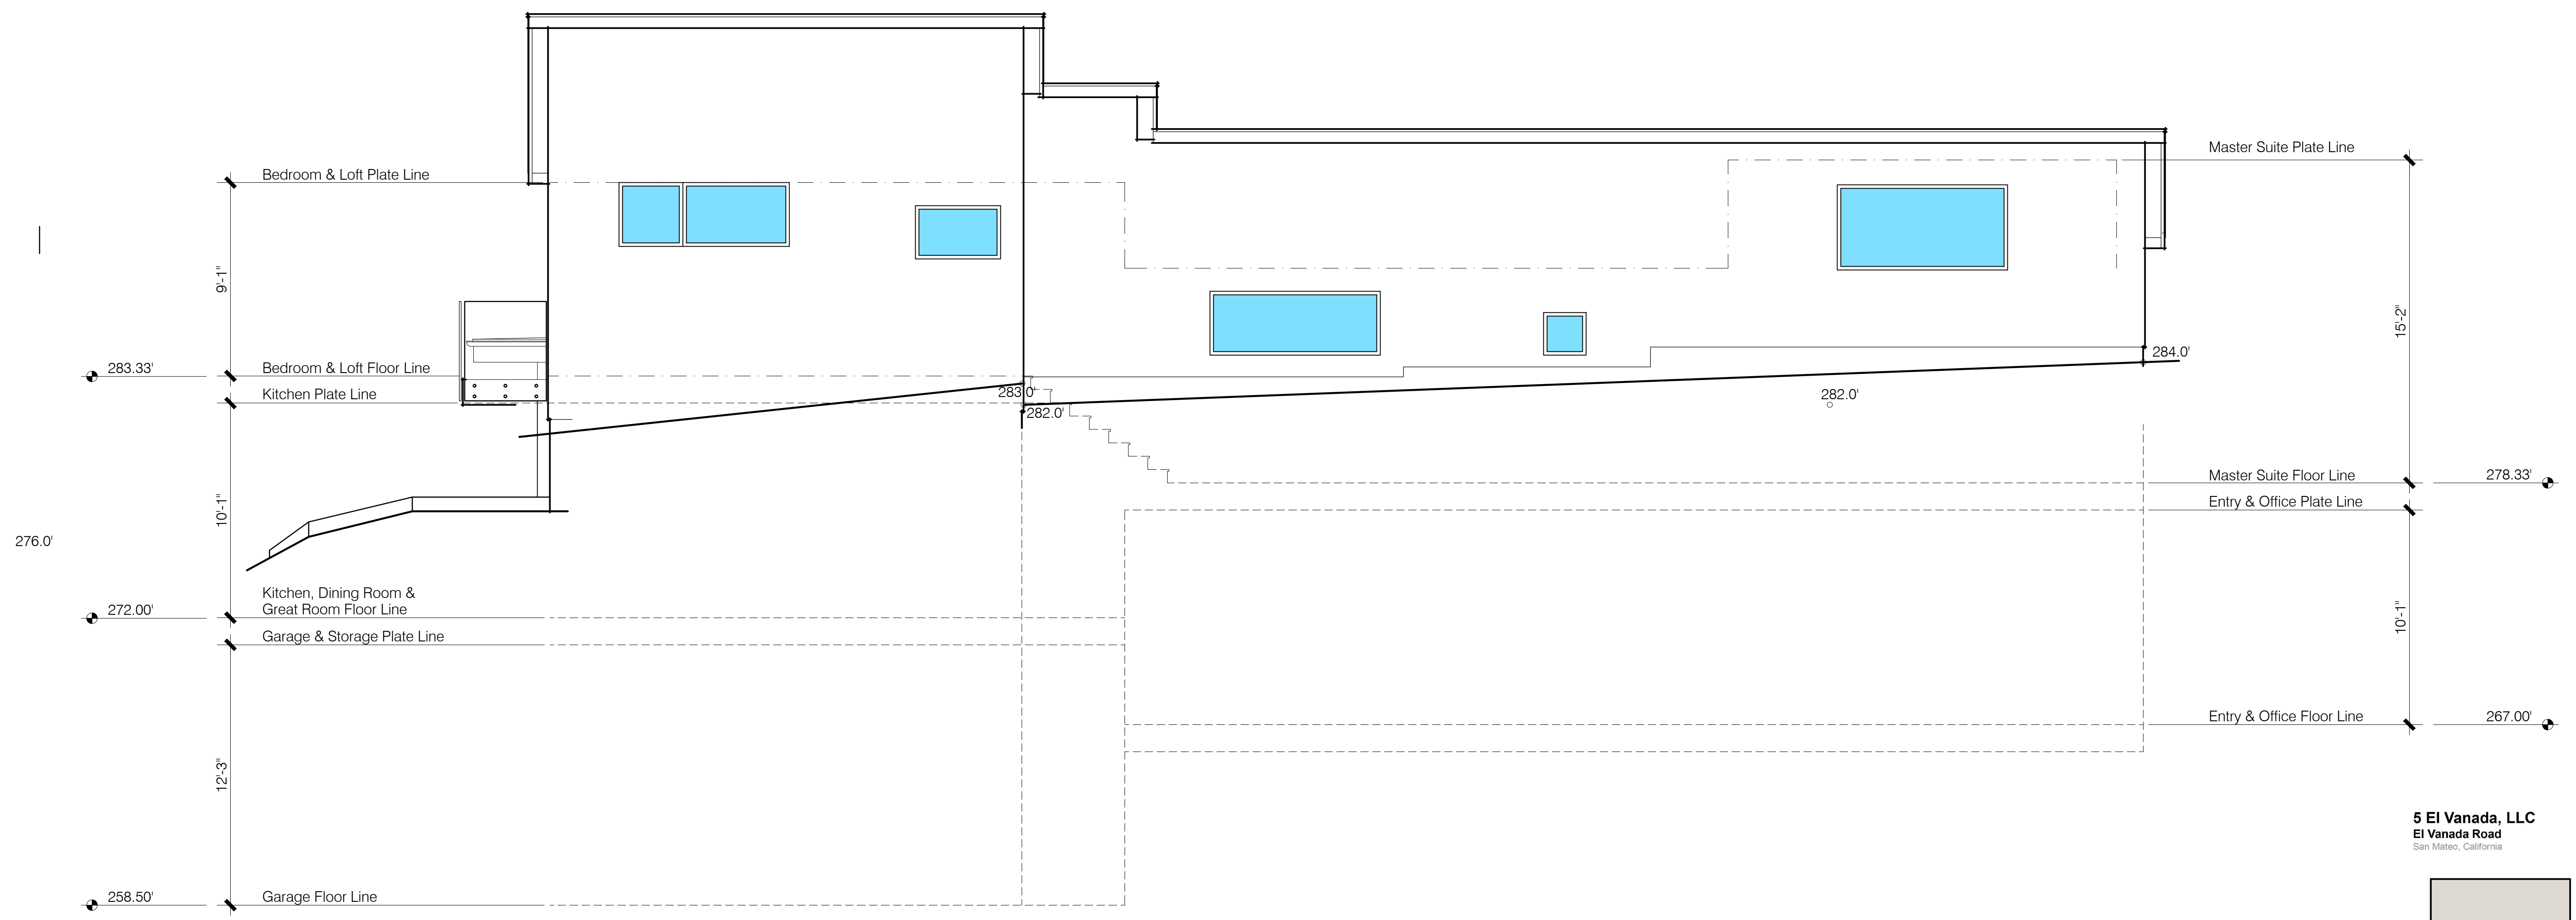 Master Suite Plate Line
Bedroom & Loft Plate Line
9'-1"
15'-2"
284.0'
283.33'
Bedroom & Loft Floor Line
Kitchen Plate Line
283.0'
282.0'
282.0'
Master Suite Floor Line
278.33'
Entry & Office Plate Line
10'-1"
276.0'
Kitchen, Dining Room &
Great Room Floor Line
272.00'
10'-1"
Garage & Storage Plate Line
Entry & Office Floor Line
267.00'
12'-3"
5 El Vanada, LLC
El Vanada Road
San Mateo, California
258.50'
Garage Floor Line